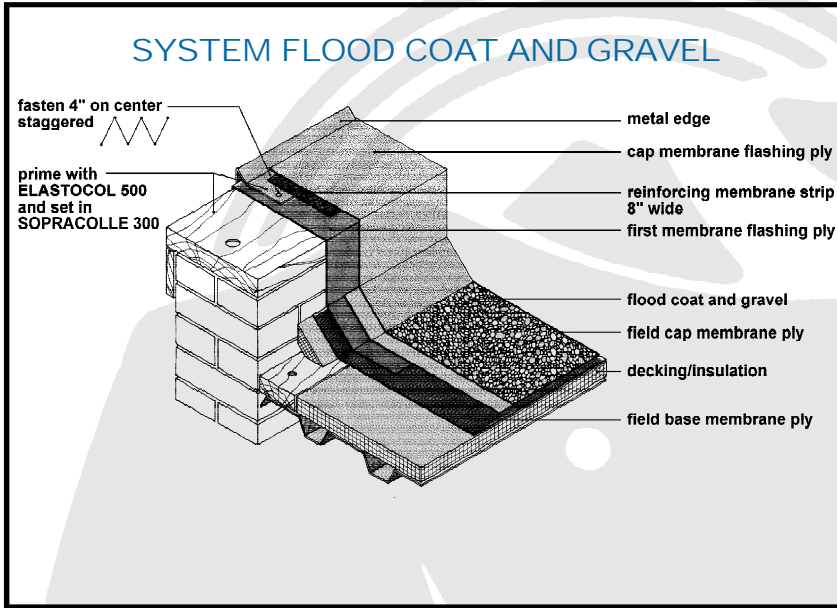 SYSTEM FLOOD COAT AND GRAVEL
fasten 4" on center
staggered
prime with
ELASTOCOL 500
and set in
SOPRACOLLE 300
metal edge
cap membrane flashing ply
reinforcing membrane strip
8" wide
first membrane flashing ply
flood coat and gravel
field cap membrane ply
decking/insulation
field base membrane ply